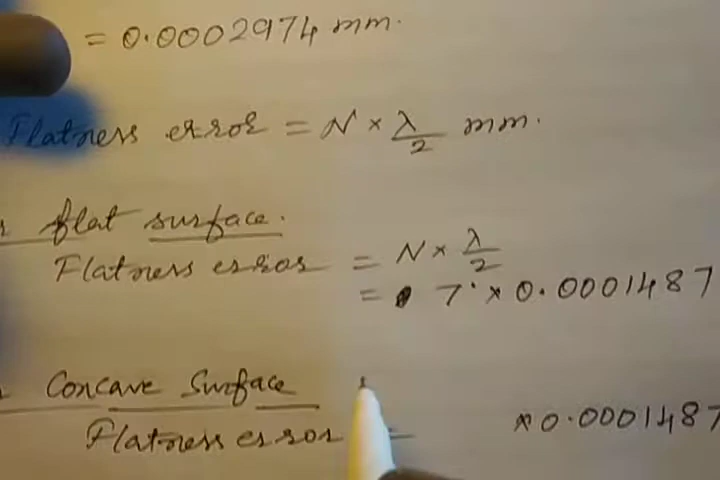 = 0.0002974 mm.
Flatness error = N × λ/2 mm.
flat surface.
Flatness error = N × λ/2
= 7 × 0.0001487
Concave Surface
Flatness error = × 0.0001487